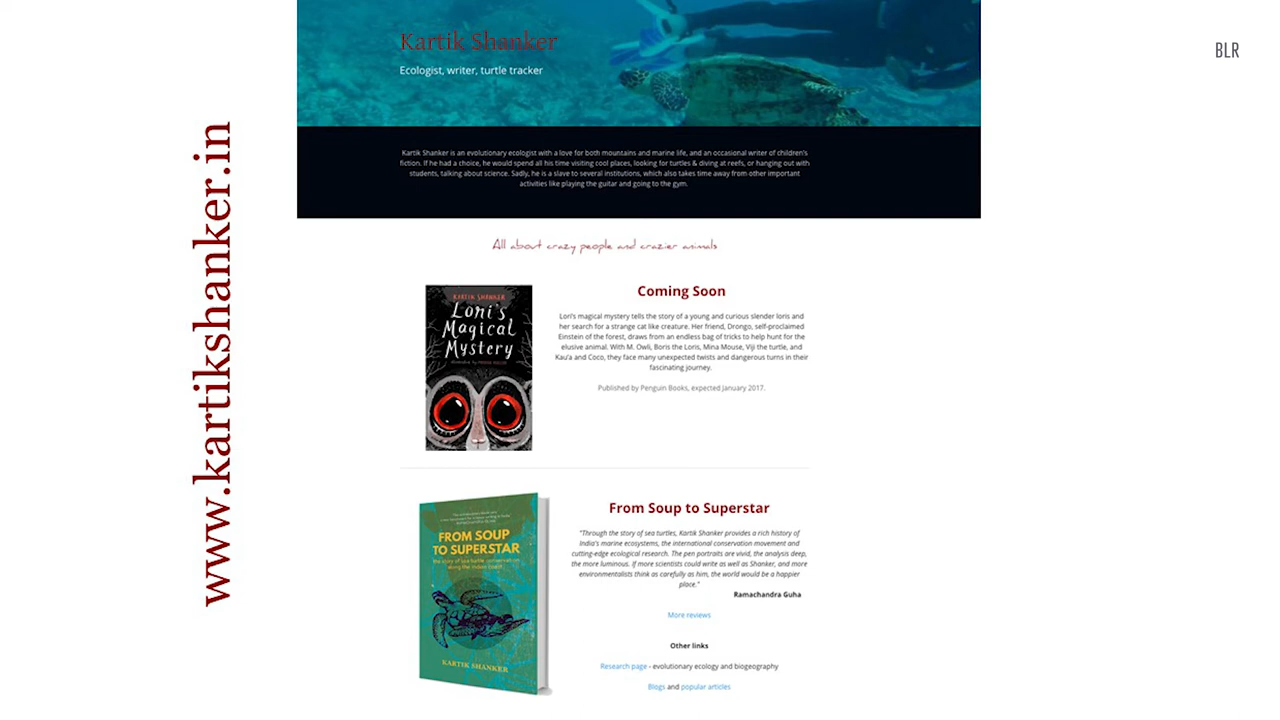 BLR
www.kartikshanker.in
Kartik Shanker
Ecologist, writer, turtle tracker
Kartik Shanker is an evolutionary ecologist with a love for both mountains and marine life, and an occasional writer of children's
fiction. If he had a choice, he would spend all his time visiting cool places, looking for turtles & diving at reefs, or hanging out with
students, talking about science. Sadly, he is a slave to several institutions, which also takes time away from other important
activities like playing the guitar and going to the gym.
All about crazy people and crazier animals
KARTIK SHANKER
Loni's
Magical
Mystery
Coming Soon
Loni's magical mystery tells the story of a young and curious slender loris and
her search for a strange cat like creature. Her friend, Drongo, self-proclaimed
Einstein of the forest, draws from an endless bag of tricks to help hunt for the
elusive animal. With M. Owli, Boris the Loris, Mina Mouse, Viji the turtle, and
Kau'a and Coco, they face many unexpected twists and dangerous turns in their
fascinating journey.
Published by Penguin Books, expected January 2017.
FROM SOUP
TO SUPERSTAR
the story of sea turtle conservation
along the indian coast
KARTIK SHANKER
From Soup to Superstar
"Through the story of sea turtles, Kartik Shanker provides a rich history of
India's marine ecosystems, the international conservation movement and
cutting-edge ecological research. The pen portraits are vivid, the analysis deep,
the more luminous. If more scientists could write as well as Shanker, and more
environmentalists think as carefully as him, the world would be a happier
place."
Ramachandra Guha
More reviews
Other links
Research page - evolutionary ecology and biogeography
Blogs and popular articles